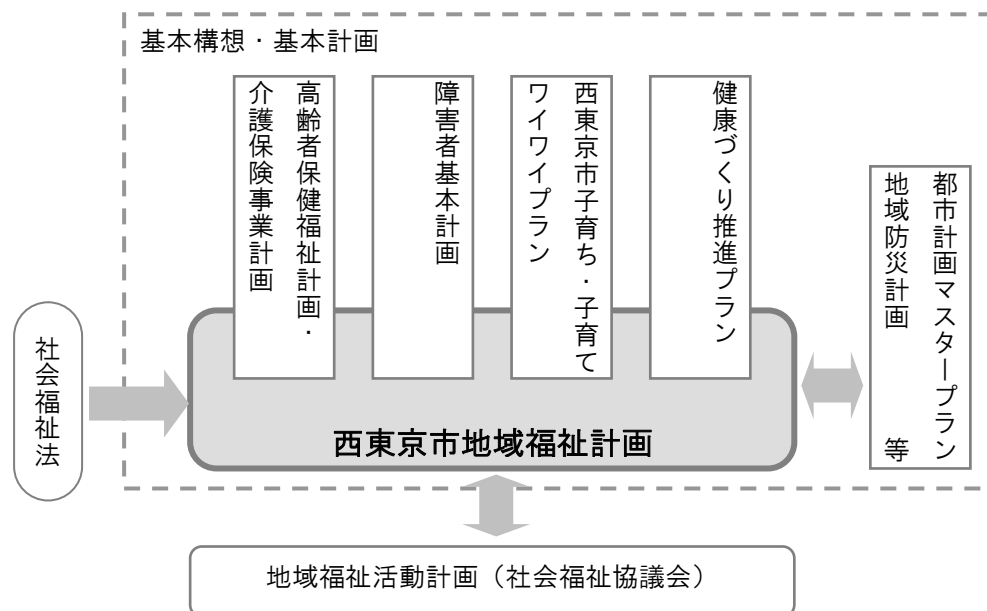 基本構想・基本計画
高齢者保健福祉計画・
介護保険事業計画
障害者基本計画
西東京市子育ち・子育て
ワイワイプラン
健康づくり推進プラン
都市計画マスタープラン
地域防災計画　等
社会福祉法
西東京市地域福祉計画
地域福祉活動計画（社会福祉協議会）